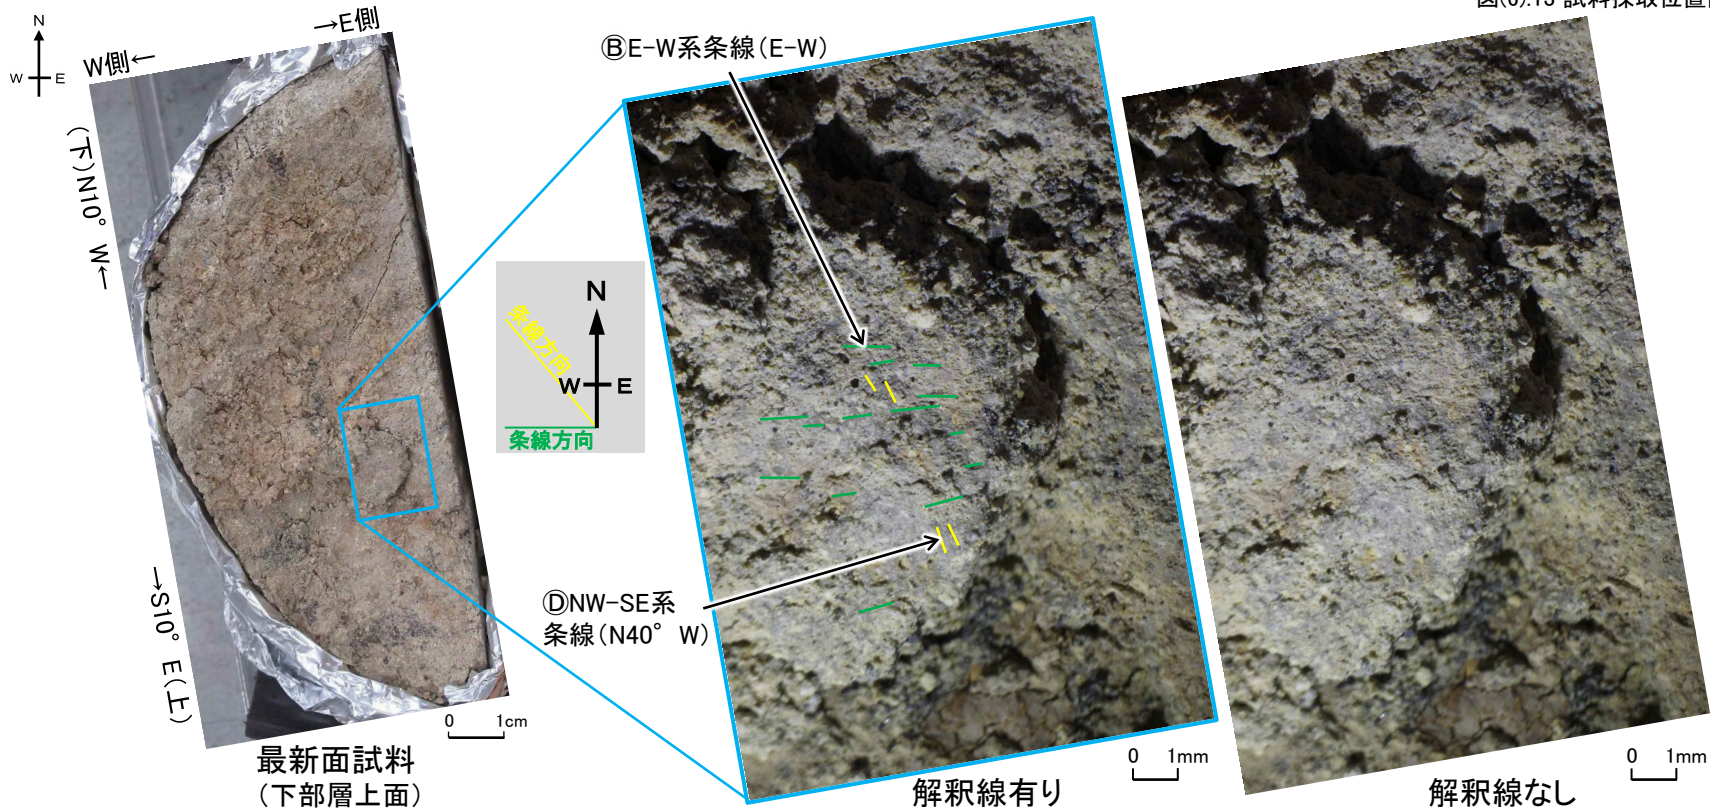 図(6).15 試料採取位置
N
W E
W側←
→E側
(下)N10° W←
→S10° E(上)
0 1cm
最新面試料
(下部層上面)
N
W E
条線方向
条線方向
ⒷE-W系条線(E-W)
ⒹNW-SE系
条線(N40° W)
0 1mm
解釈線有り
0 1mm
解釈線なし